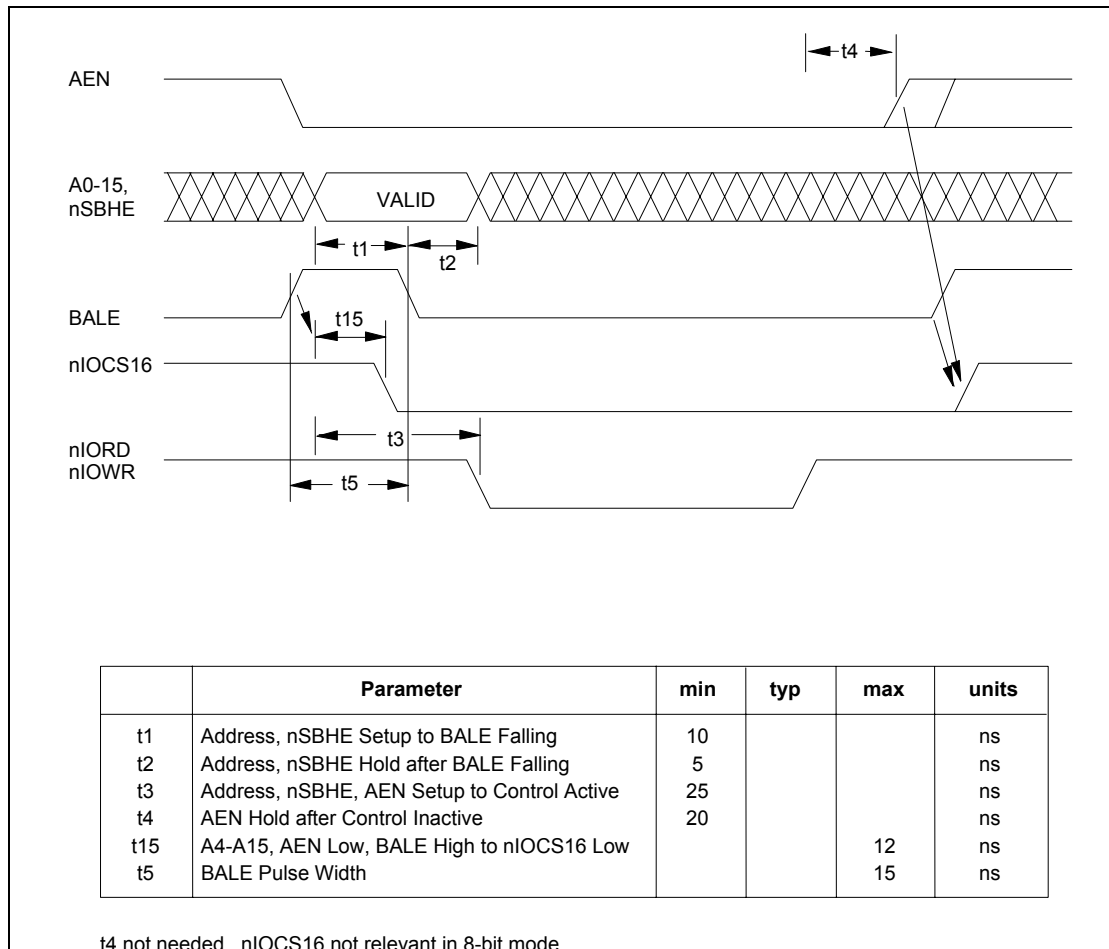 t4
AEN
A0-15,
nSBHE
VALID
t1
t2
BALE
t15
nIOCS16
t3
nIORD
nIOWR
t5
Parameter min typ max units
t1 Address, nSBHE Setup to BALE Falling 10 ns
t2 Address, nSBHE Hold after BALE Falling 5 ns
t3 Address, nSBHE, AEN Setup to Control Active 25 ns
t4 AEN Hold after Control Inactive 20 ns
t15 A4-A15, AEN Low, BALE High to nIOCS16 Low 12 ns
t5 BALE Pulse Width 15 ns
t4 not needed. nIOCS16 not relevant in 8-bit mode